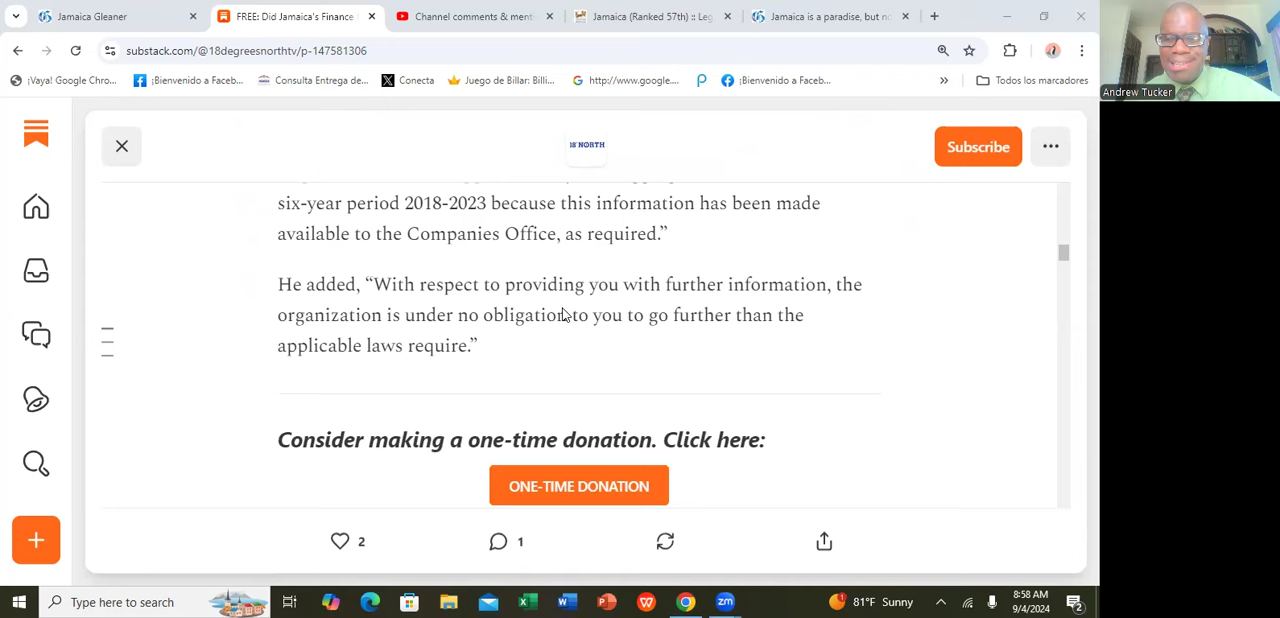 Jamaica Gleaner
FREE: Did Jamaica's Finance
Channel comments & menti
Jamaica (Ranked 57th) :: Leg
Jamaica is a paradise, but no
substack.com/@18degreesnorthtv/p-147581306
¡Vaya! Google Chro...
¡Bienvenido a Faceb...
Consulta Entrega de...
Conecta
Juego de Billar: Billi...
http://www.google....
¡Bienvenido a Faceb...
Todos los marcadores
Andrew Tucker
18°NORTH
Subscribe
six-year period 2018-2023 because this information has been made
available to the Companies Office, as required.”
He added, “With respect to providing you with further information, the
organization is under no obligation to you to go further than the
applicable laws require.”
Consider making a one-time donation. Click here:
ONE-TIME DONATION
2
1
Type here to search
81°F Sunny
8:58 AM
9/4/2024
2